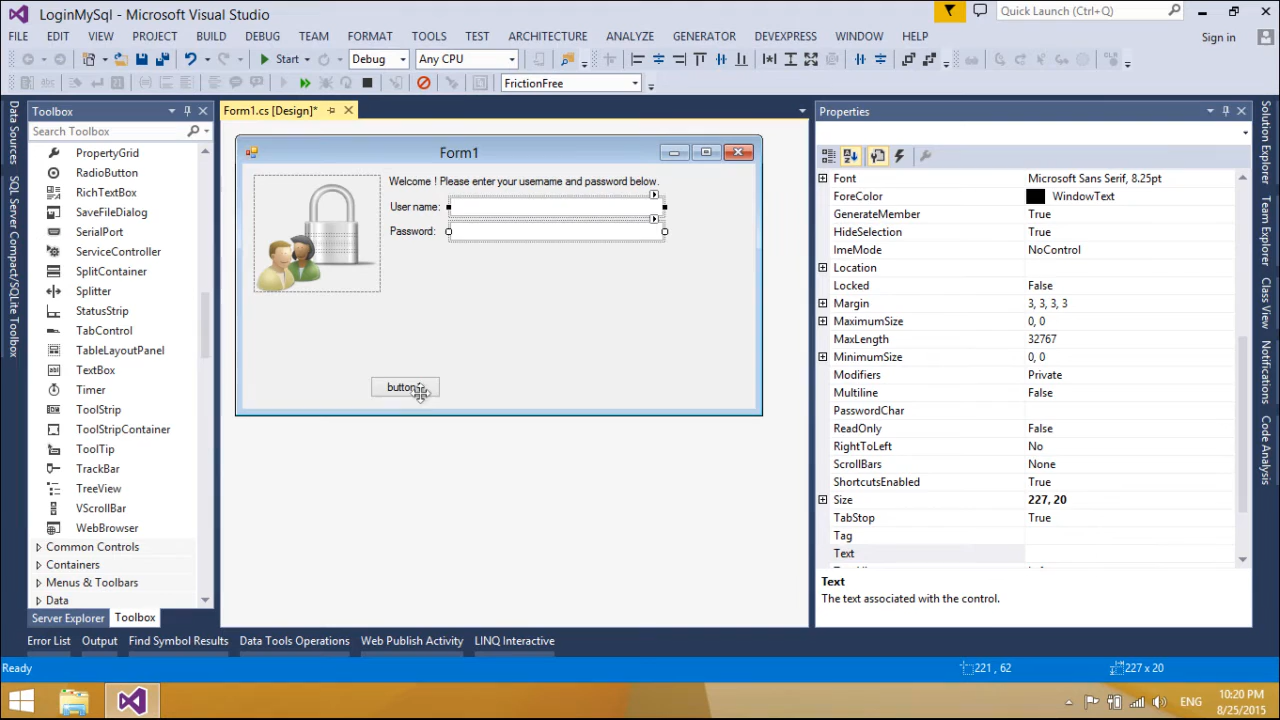 LoginMySql - Microsoft Visual Studio
Quick Launch (Ctrl+Q)
FILE EDIT VIEW PROJECT BUILD DEBUG TEAM FORMAT TOOLS TEST ARCHITECTURE ANALYZE GENERATOR DEVEXPRESS WINDOW HELP
Sign in
Start Debug Any CPU
FrictionFree
Data Sources
SQL Server Compact/SQLite Toolbox
Toolbox
Search Toolbox
PropertyGrid
RadioButton
RichTextBox
SaveFileDialog
SerialPort
ServiceController
SplitContainer
Splitter
StatusStrip
TabControl
TableLayoutPanel
TextBox
Timer
ToolStrip
ToolStripContainer
ToolTip
TrackBar
TreeView
VScrollBar
WebBrowser
Common Controls
Containers
Menus & Toolbars
Data
Server Explorer Toolbox
Form1.cs [Design]*
Form1
Welcome ! Please enter your username and password below.
User name:
Password:
Properties
Font Microsoft Sans Serif, 8.25pt
ForeColor WindowText
GenerateMember True
HideSelection True
ImeMode NoControl
Location
Locked False
Margin 3, 3, 3, 3
MaximumSize 0, 0
MaxLength 32767
MinimumSize 0, 0
Modifiers Private
Multiline False
PasswordChar
ReadOnly False
RightToLeft No
ScrollBars None
ShortcutsEnabled True
Size 227, 20
TabStop True
Tag
Text
Text
The text associated with the control.
Solution Explorer
Team Explorer
Class View
Notifications
Code Analysis
Error List Output Find Symbol Results Data Tools Operations Web Publish Activity LINQ Interactive
Ready
221 , 62
227 x 20
ENG
10:20 PM
8/25/2015